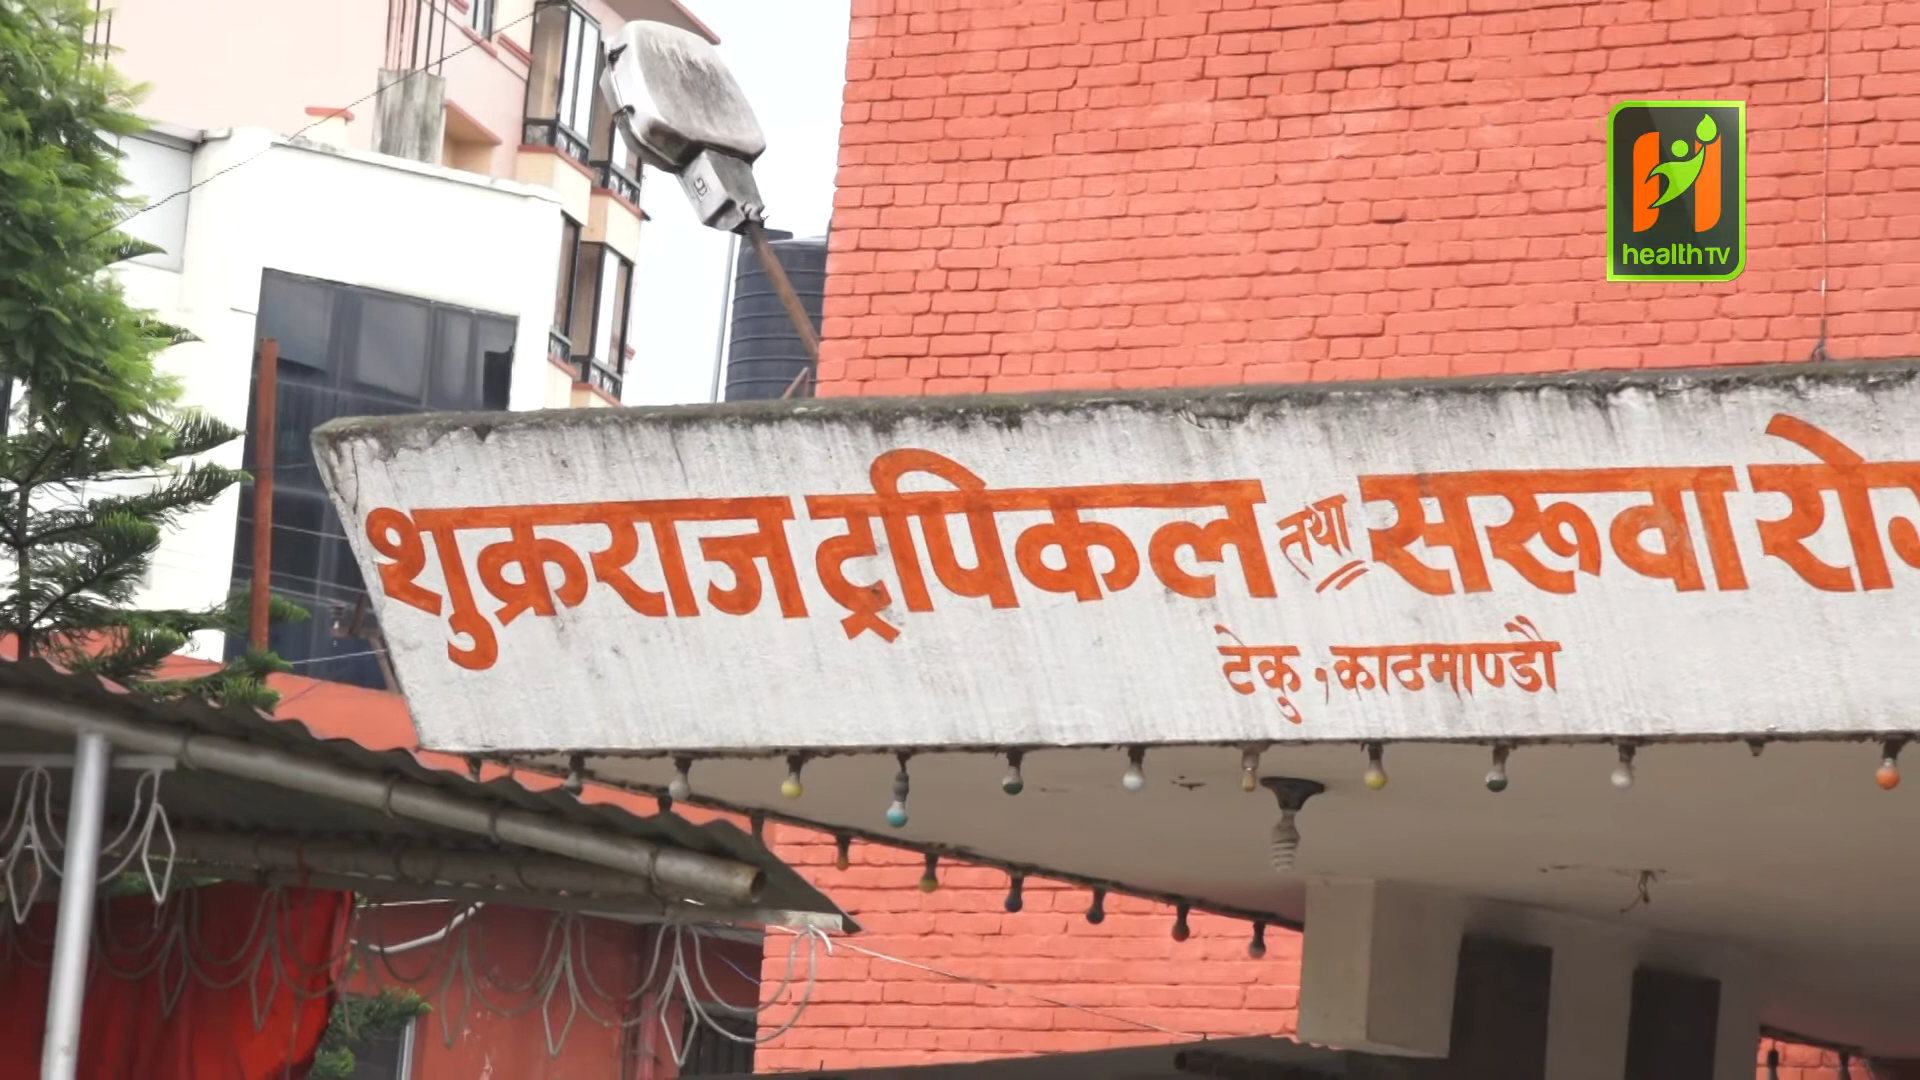 शुक्रराज ट्रपिकल तथा सरूवा रोग
टेकु, काठमाण्डौ
health TV